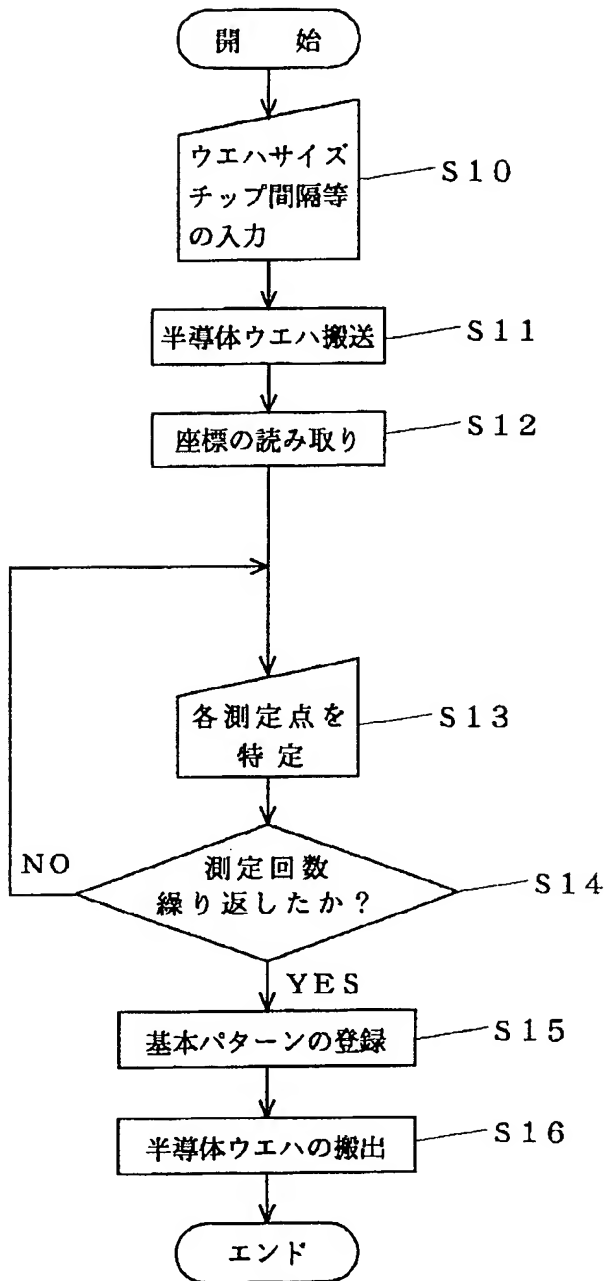 開 始
ウエハサイズ
チップ間隔等
の入力
S10
半導体ウエハ搬送
S11
座標の読み取り
S12
各測定点を
特定
S13
測定回数
繰り返したか？
S14
NO
YES
基本パターンの登録
S15
半導体ウエハの搬出
S16
エンド